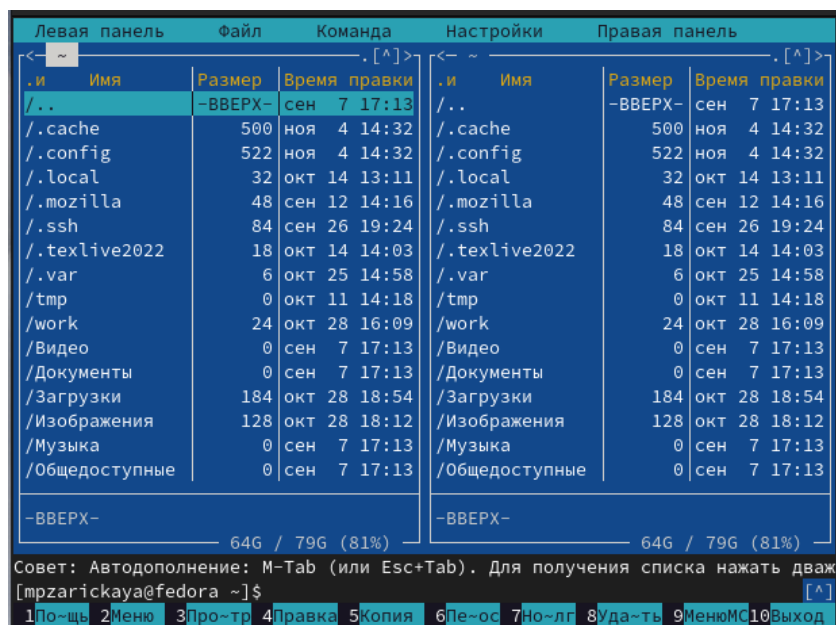 Левая панель Файл Команда Настройки Правая панель
<- ~ .[^]> <- ~ .[^]>
.и Имя Размер Время правки .и Имя Размер Время правки
/.. -ВВЕРХ- сен 7 17:13 /.. -ВВЕРХ- сен 7 17:13
/.cache 500 ноя 4 14:32 /.cache 500 ноя 4 14:32
/.config 522 ноя 4 14:32 /.config 522 ноя 4 14:32
/.local 32 окт 14 13:11 /.local 32 окт 14 13:11
/.mozilla 48 сен 12 14:16 /.mozilla 48 сен 12 14:16
/.ssh 84 сен 26 19:24 /.ssh 84 сен 26 19:24
/.texlive2022 18 окт 14 14:03 /.texlive2022 18 окт 14 14:03
/.var 6 окт 25 14:58 /.var 6 окт 25 14:58
/tmp 0 окт 11 14:18 /tmp 0 окт 11 14:18
/work 24 окт 28 16:09 /work 24 окт 28 16:09
/Видео 0 сен 7 17:13 /Видео 0 сен 7 17:13
/Документы 0 сен 7 17:13 /Документы 0 сен 7 17:13
/Загрузки 184 окт 28 18:54 /Загрузки 184 окт 28 18:54
/Изображения 128 окт 28 18:12 /Изображения 128 окт 28 18:12
/Музыка 0 сен 7 17:13 /Музыка 0 сен 7 17:13
/Общедоступные 0 сен 7 17:13 /Общедоступные 0 сен 7 17:13
-ВВЕРХ- -ВВЕРХ-
64G / 79G (81%) 64G / 79G (81%)
Совет: Автодополнение: M-Tab (или Esc+Tab). Для получения списка нажать дваж
[mpzarickaya@fedora ~]$ [^]
1По~щь 2Меню 3Про~тр 4Правка 5Копия 6Пе~ос 7Но~лг 8Уда~ть 9МенюМС 10Выход